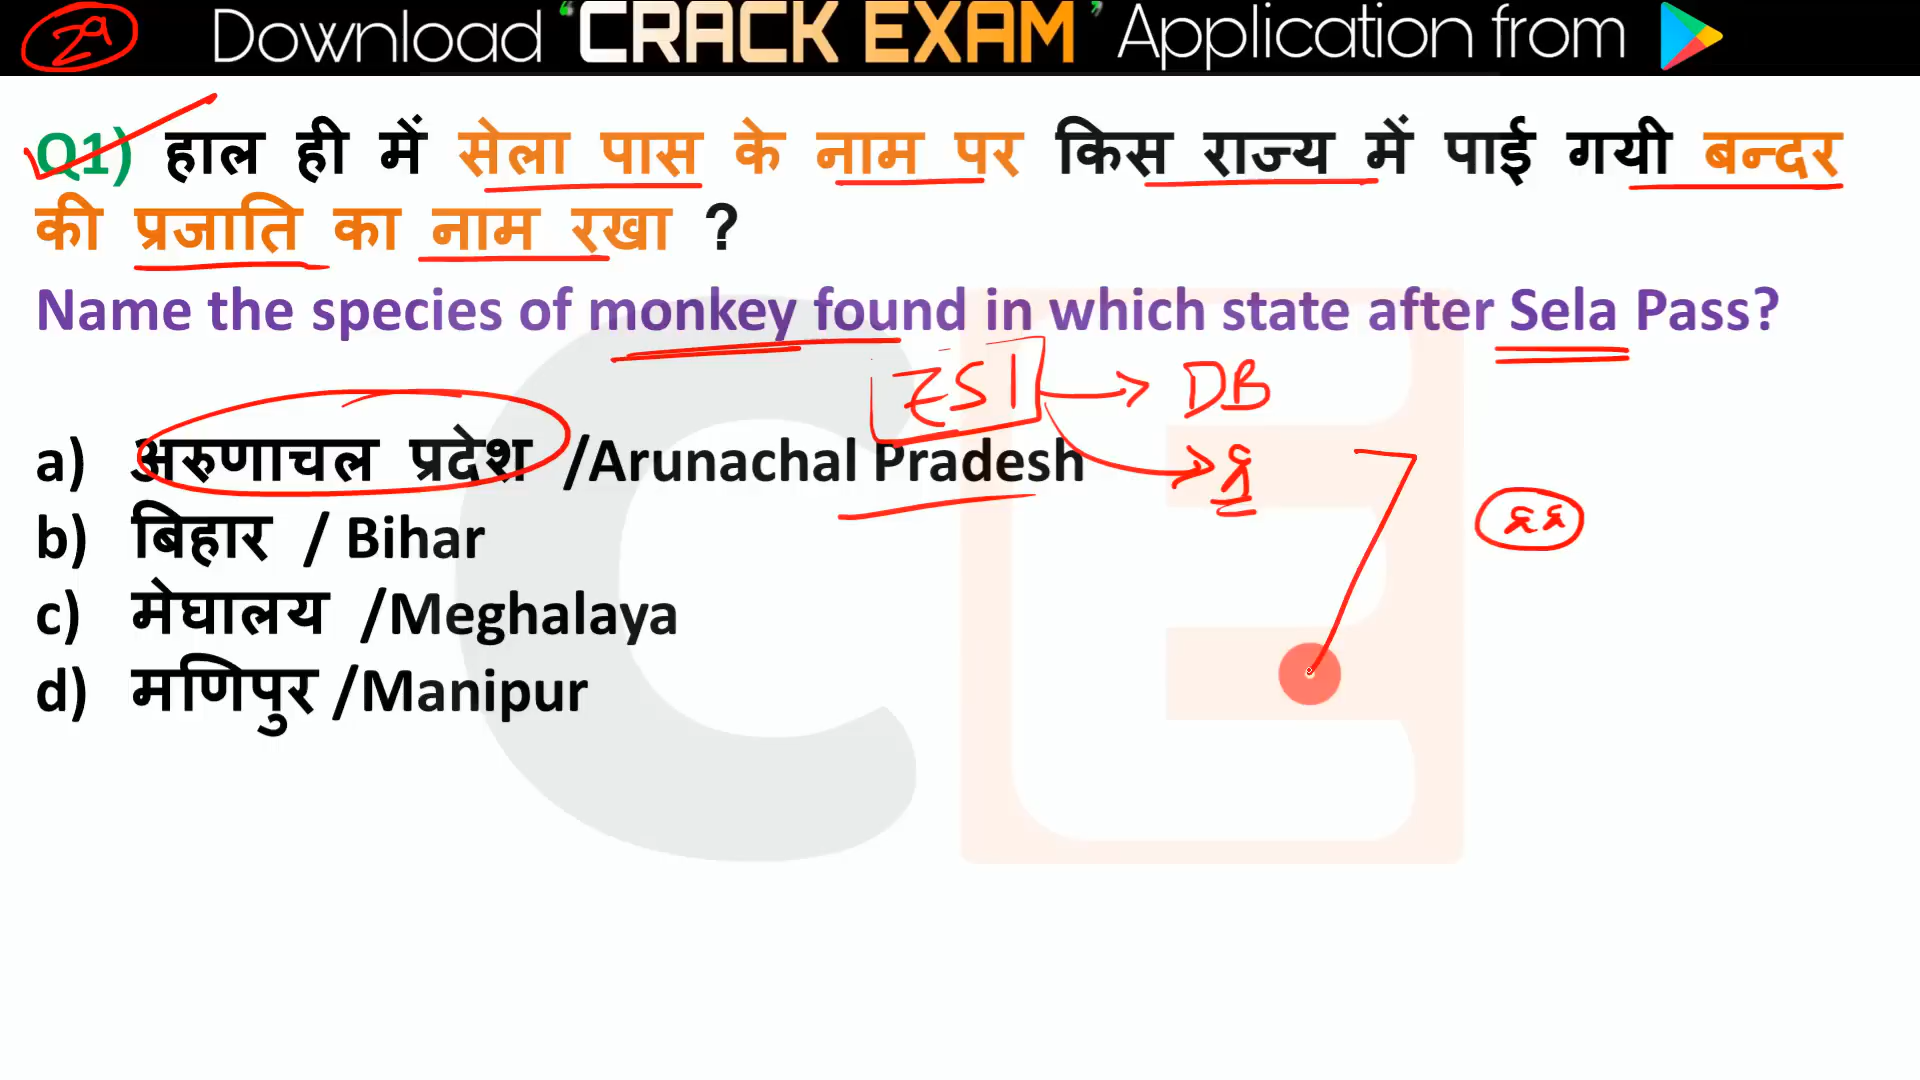 29 Download ‘CRACK EXAM’ Application from
Q1) हाल ही में सेला पास के नाम पर किस राज्य में पाई गयी बन्दर
की प्रजाति का नाम रखा ?
Name the species of monkey found in which state after Sela Pass?
ZSI → DB
a) अरुणाचल प्रदेश /Arunachal Pradesh
b) बिहार / Bihar
c) मेघालय /Meghalaya
d) मणिपुर /Manipur